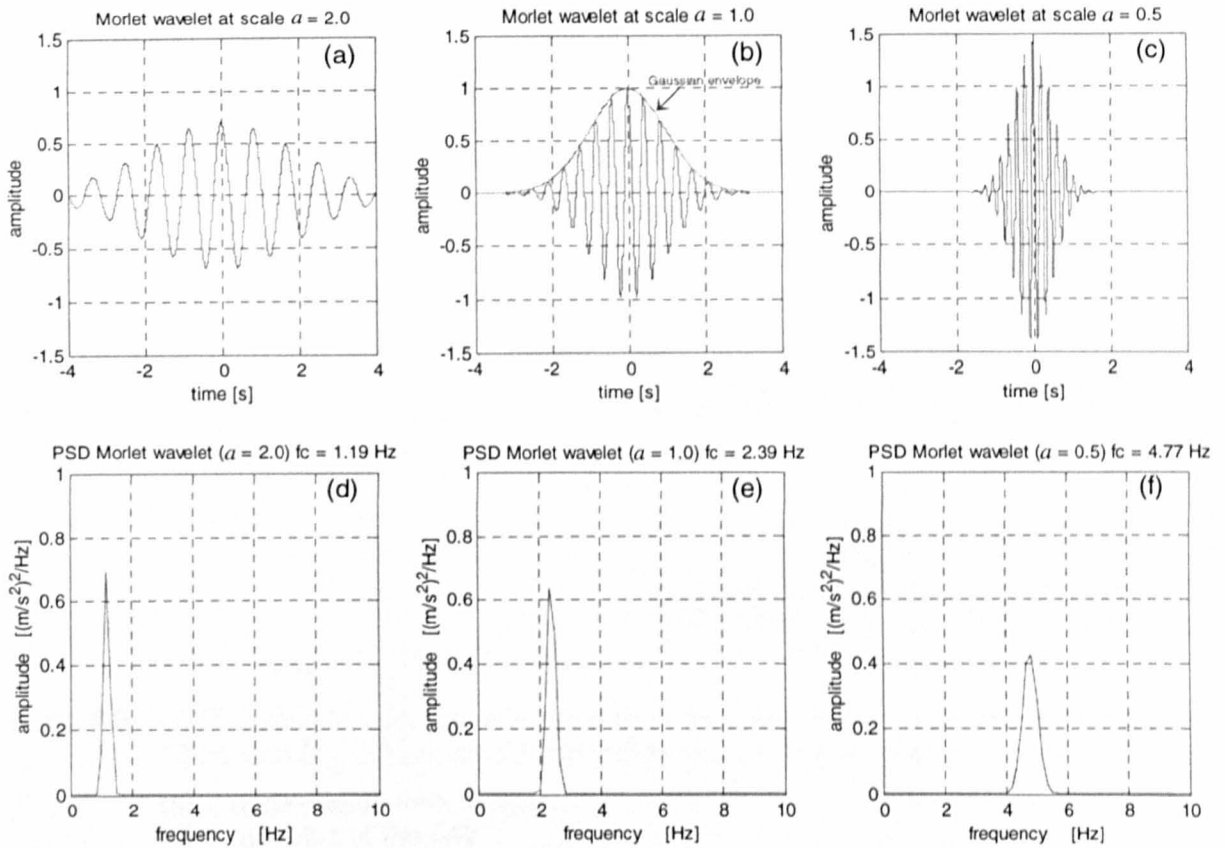 Morlet wavelet at scale a = 2.0
(a)
1.5
1
0.5
0
-0.5
-1
-1.5
amplitude
-4 -2 0 2 4
time [s]
Morlet wavelet at scale a = 1.0
(b)
Gaussian envelope
1.5
1
0.5
0
-0.5
-1
-1.5
amplitude
-4 -2 0 2 4
time [s]
Morlet wavelet at scale a = 0.5
(c)
1.5
1
0.5
0
-0.5
-1
-1.5
amplitude
-4 -2 0 2 4
time [s]
PSD Morlet wavelet (a = 2.0) fc = 1.19 Hz
(d)
1
0.8
0.6
0.4
0.2
0
amplitude [(m/s²)²/Hz]
0 2 4 6 8 10
frequency [Hz]
PSD Morlet wavelet (a = 1.0) fc = 2.39 Hz
(e)
1
0.8
0.6
0.4
0.2
0
amplitude [(m/s²)²/Hz]
0 2 4 6 8 10
frequency [Hz]
PSD Morlet wavelet (a = 0.5) fc = 4.77 Hz
(f)
1
0.8
0.6
0.4
0.2
0
amplitude [(m/s²)²/Hz]
0 2 4 6 8 10
frequency [Hz]